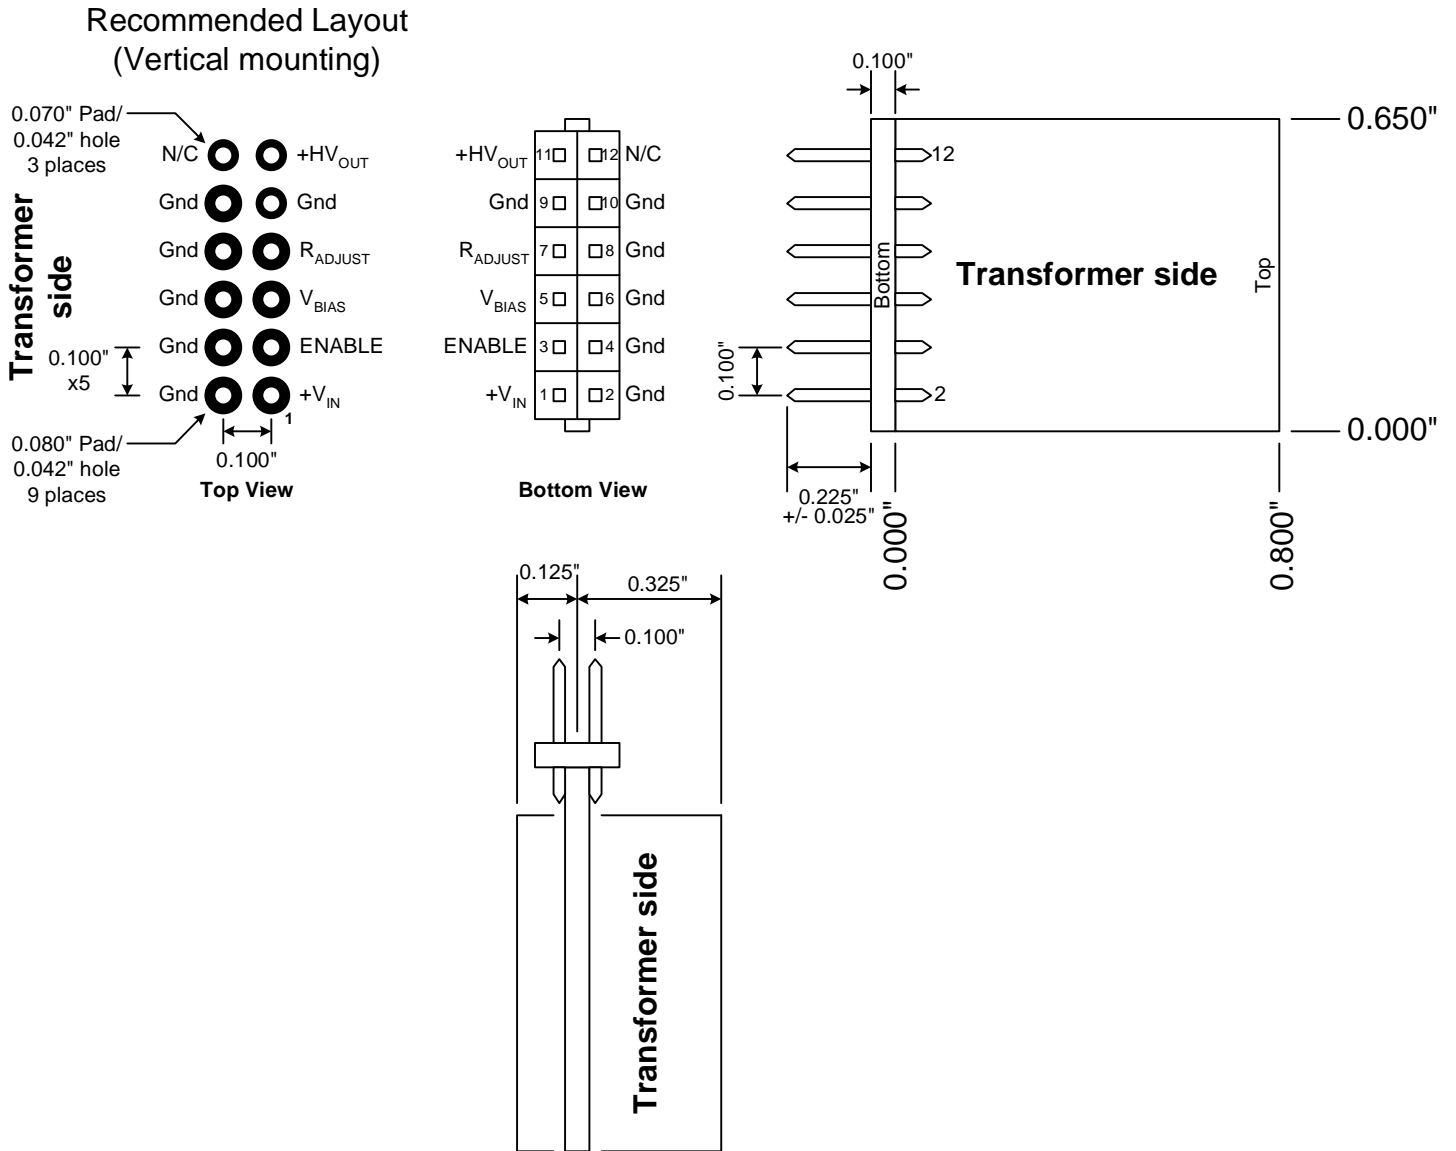 Recommended Layout
(Vertical mounting)
0.070" Pad/
0.042" hole
3 places
N/C
+HVOUT
Gnd
Gnd
Gnd
RADJUST
Gnd
VBIAS
Gnd
ENABLE
Gnd
+VIN
1
Transformer
side
0.100"
x5
0.080" Pad/
0.042" hole
9 places
0.100"
Top View
+HVOUT 11 12 N/C
Gnd 9 10 Gnd
RADJUST 7 8 Gnd
VBIAS 5 6 Gnd
ENABLE 3 4 Gnd
+VIN 1 2 Gnd
Bottom View
0.100"
0.650"
12
Bottom
Transformer side
Top
0.100"
2
0.000"
0.225"
+/- 0.025"
0.000"
0.800"
0.125"
0.325"
0.100"
Transformer side